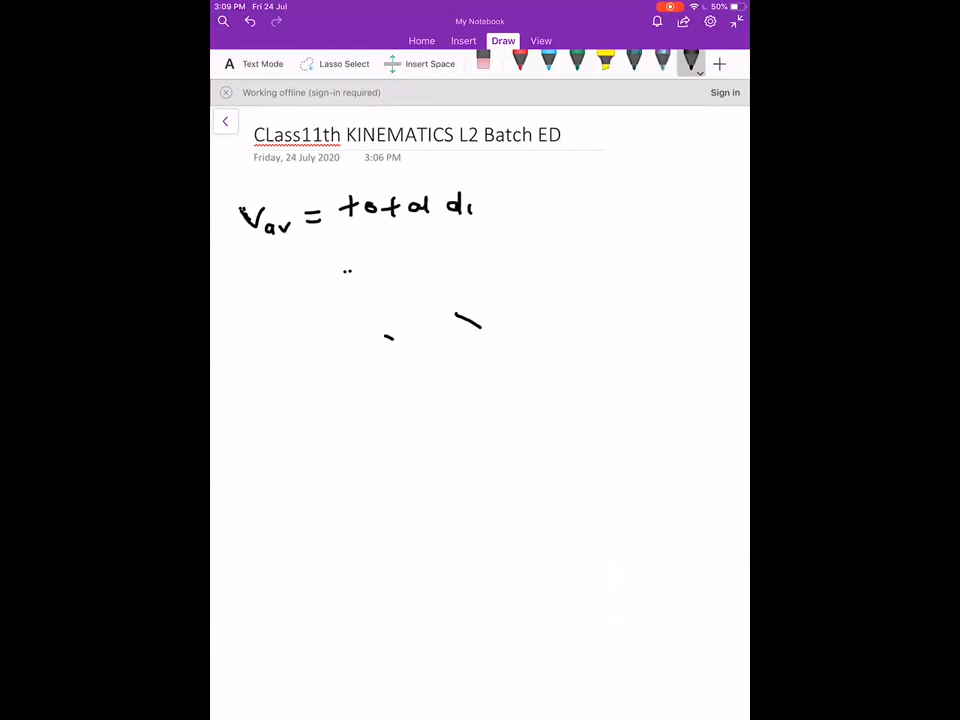 3:09 PM Fri 24 Jul 50%
My Notebook
Home Insert Draw View
A Text Mode Lasso Select Insert Space
Working offline (sign-in required) Sign in
CLass11th KINEMATICS L2 Batch ED
Friday, 24 July 2020 3:06 PM
Vav = total di